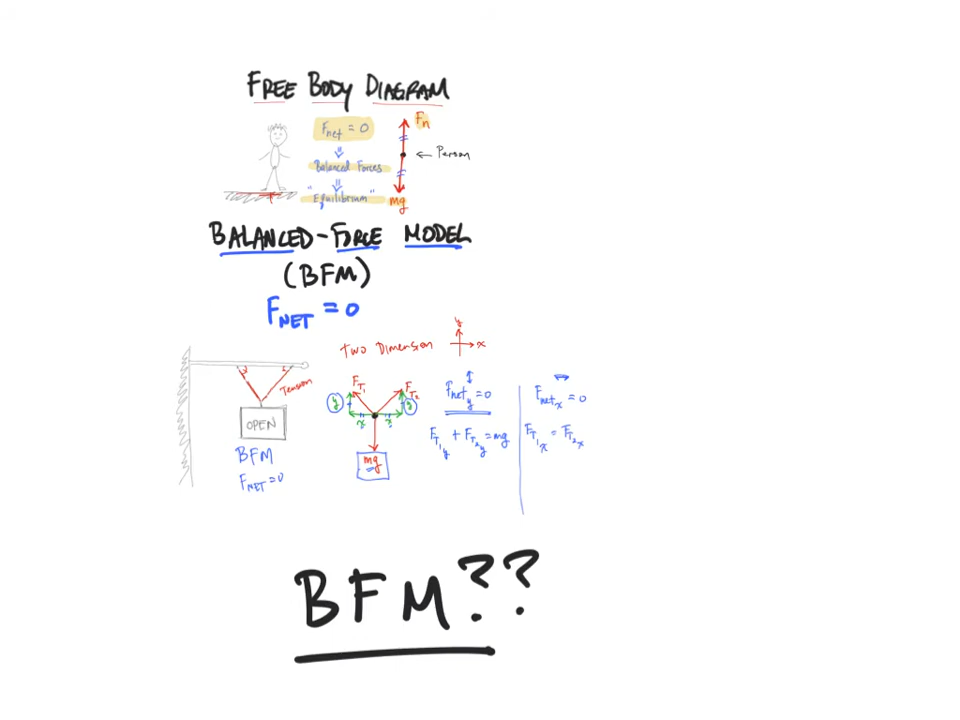 FREE BODY DIAGRAM
Fnet = 0
Balanced Forces
"Equilibrium"
Fn
← Person
mg
BALANCED-FORCE MODEL
(BFM)
FNET = 0
Two Dimension
y
x
Tension
OPEN
BFM
FNET=0
FT1
FT2
y
y
x
x
mg
Fnety=0
FT1y + FT2y = mg
Fnetx = 0
FT1x = FT2x
BFM??